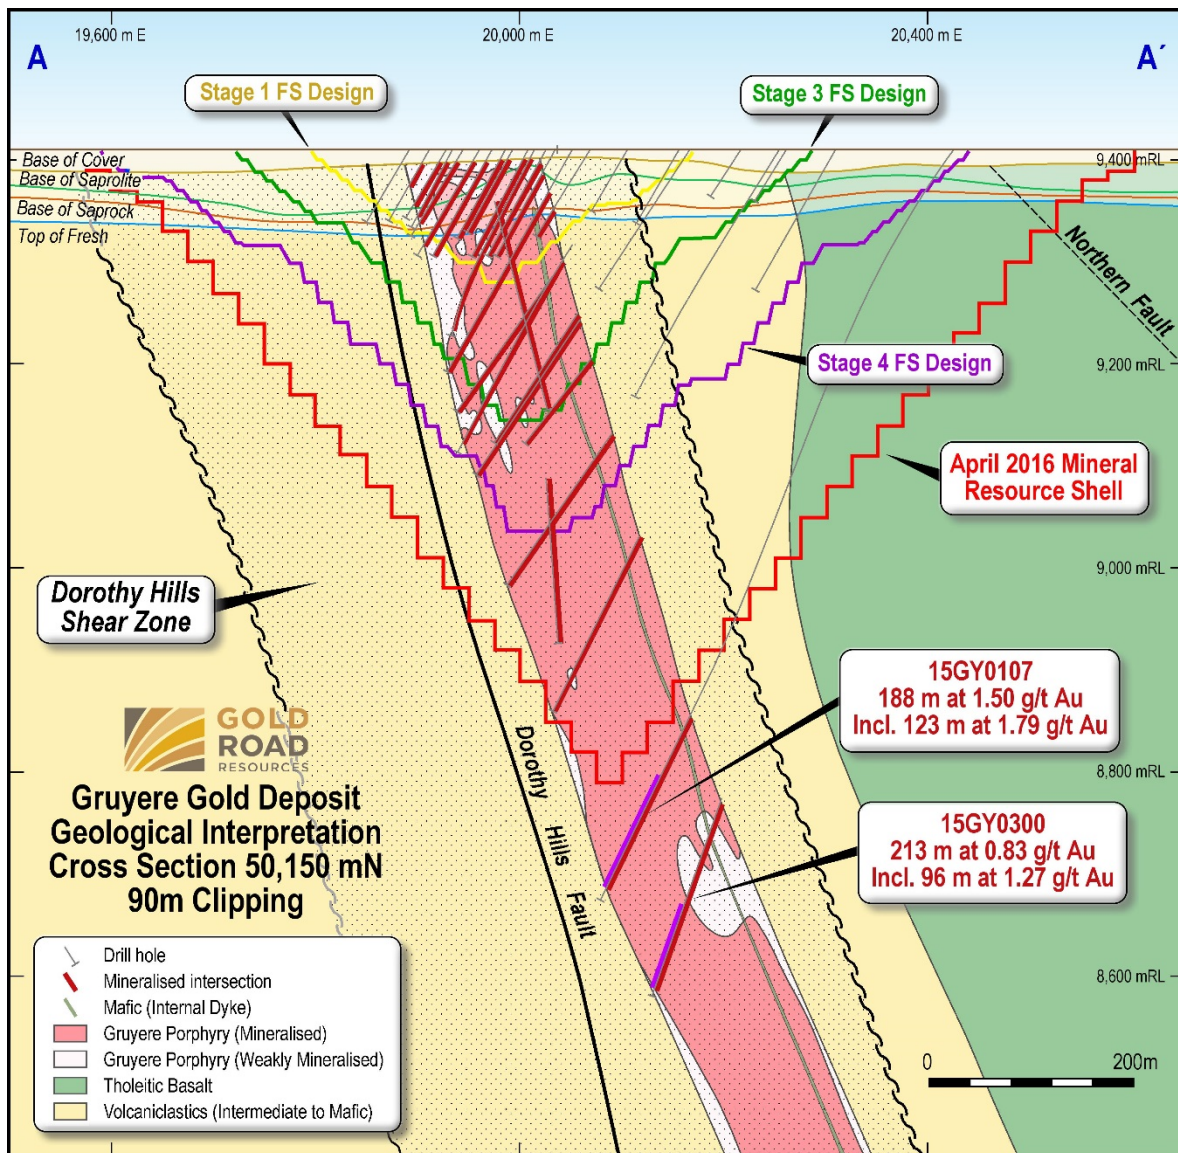 19,600 m E
20,000 m E
20,400 m E
A
A´
Stage 1 FS Design
Stage 3 FS Design
Base of Cover
9,400 mRL
Base of Saprolite
Base of Saprock
Top of Fresh
Northern Fault
Stage 4 FS Design
9,200 mRL
April 2016 Mineral
Resource Shell
9,000 mRL
Dorothy Hills
Shear Zone
15GY0107
188 m at 1.50 g/t Au
Incl. 123 m at 1.79 g/t Au
GOLD
ROAD
RESOURCES
Dorothy Hills Fault
8,800 mRL
Gruyere Gold Deposit
Geological Interpretation
Cross Section 50,150 mN
90m Clipping
15GY0300
213 m at 0.83 g/t Au
Incl. 96 m at 1.27 g/t Au
Drill hole
Mineralised intersection
Mafic (Internal Dyke)
Gruyere Porphyry (Mineralised)
Gruyere Porphyry (Weakly Mineralised)
Tholeitic Basalt
Volcaniclastics (Intermediate to Mafic)
8,600 mRL
0
200m